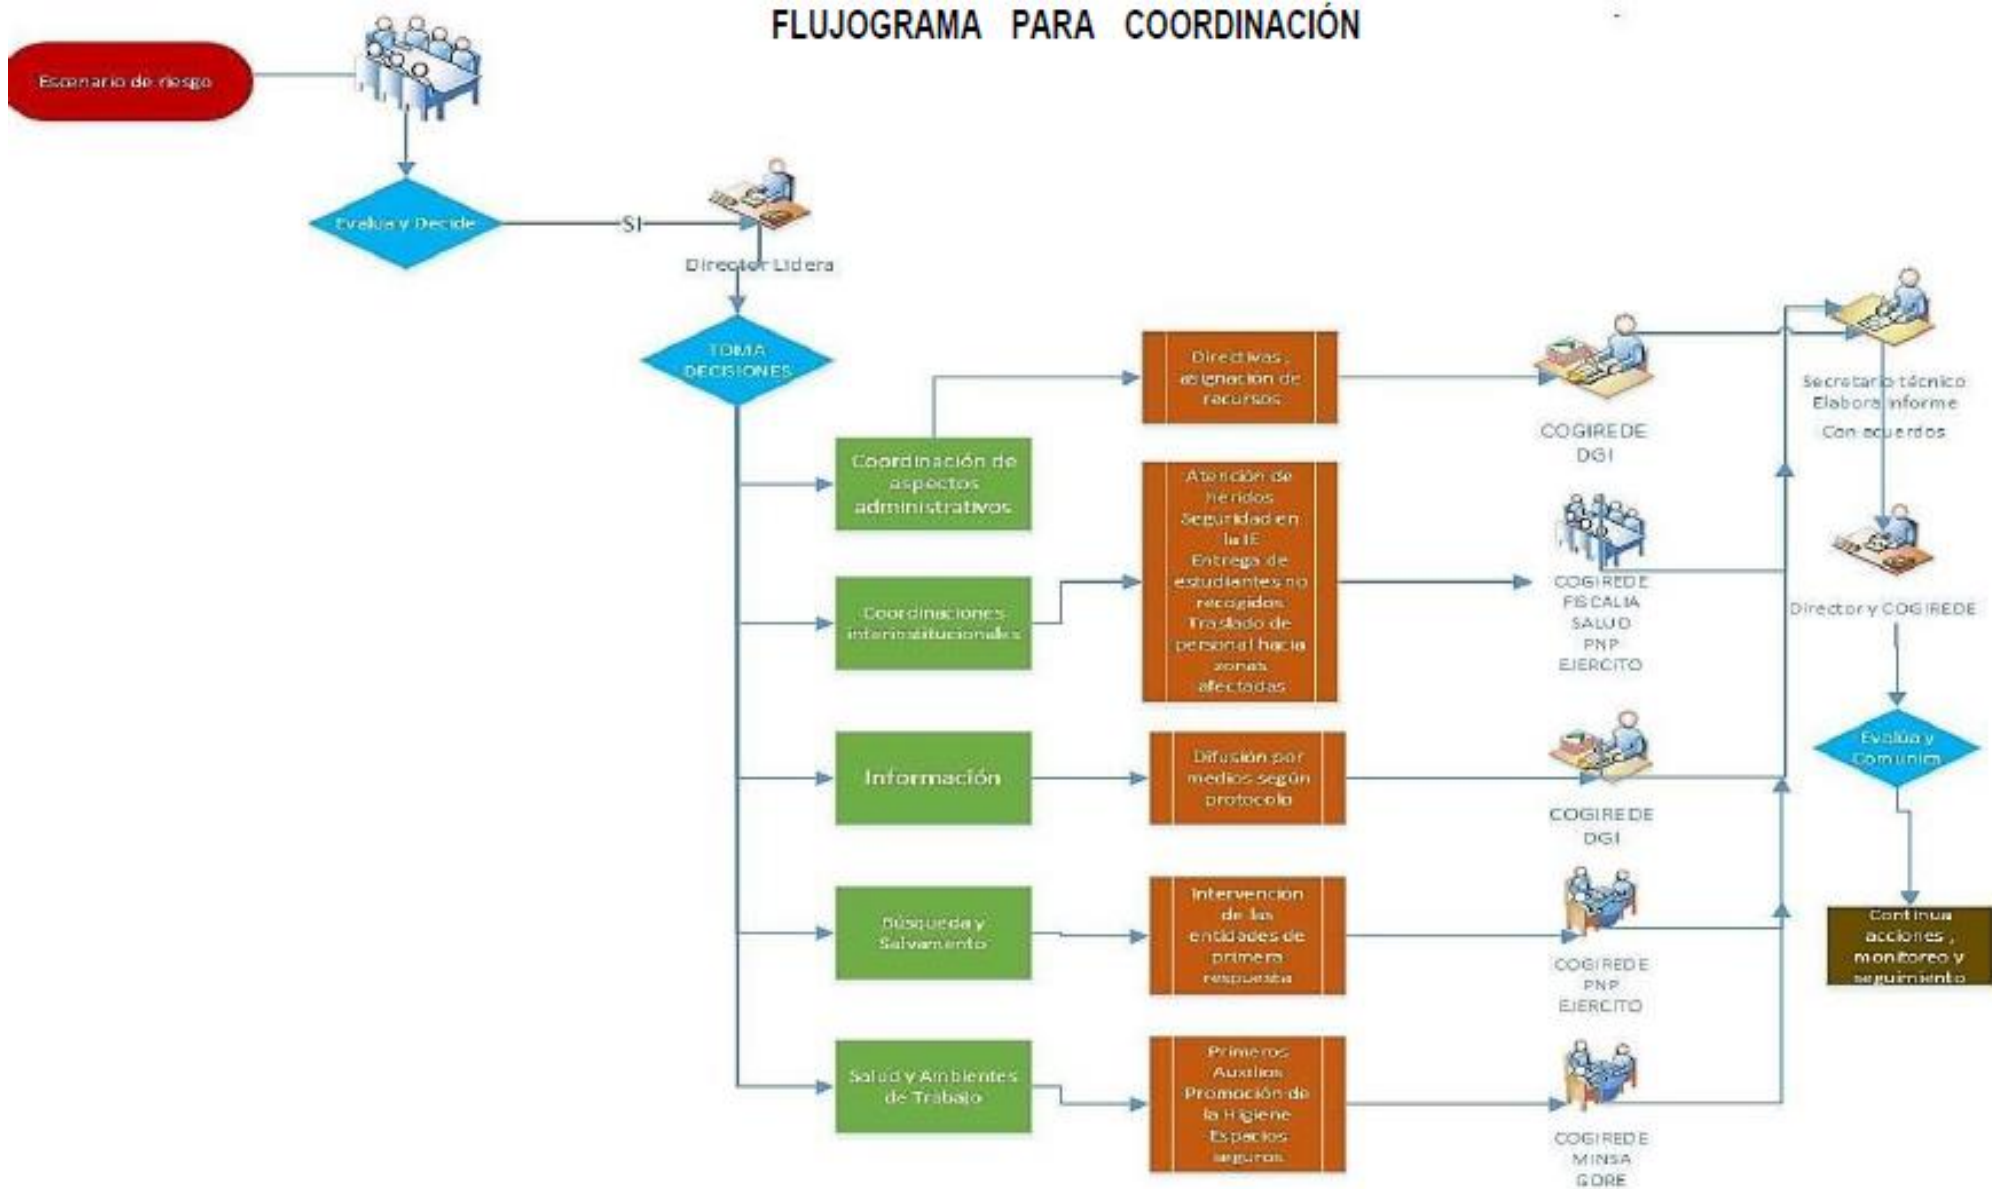 FLUJOGRAMA PARA COORDINACIÓN
Escenario de riesgo
Evalua y Decide
SI
Director Lidera
TOMA
DECISIONES
Coordinación de
aspectos
administrativos
Directivas,
asignación de
recursos
COGIREDE
DGI
Secretario técnico
Elabora informe
Con acuerdos
Coordinaciones
interinstitucionales
Atención de
heridos
Seguridad en
la IE
Entrega de
estudiantes no
recogidos
Traslado de
personal hacia
zonas
afectadas
COGIREDE
FISCALIA
SALUD
PNP
EJERCITO
Director y COGIREDE
Información
Difusión por
medios según
protocolo
COGIREDE
DGI
Evalúa y
Comunica
Búsqueda y
Salvamento
Intervención
de las
entidades de
primera
respuesta
COGIREDE
PNP
EJERCITO
Continua
acciones,
monitoreo y
seguimiento
Salud y Ambientes
de Trabajo
Primeros
Auxilios
Promoción de
la Higiene
Espacios
seguros
COGIREDE
MINSA
GORE